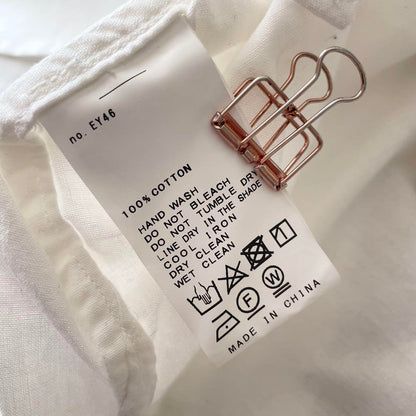 no. EY46
100% COTTON
HAND WASH
DO NOT BLEACH
DO NOT TUMBLE DRY
LINE DRY IN THE SHADE
COOL IRON
DRY CLEAN
WET CLEAN
P W
MADE IN CHINA